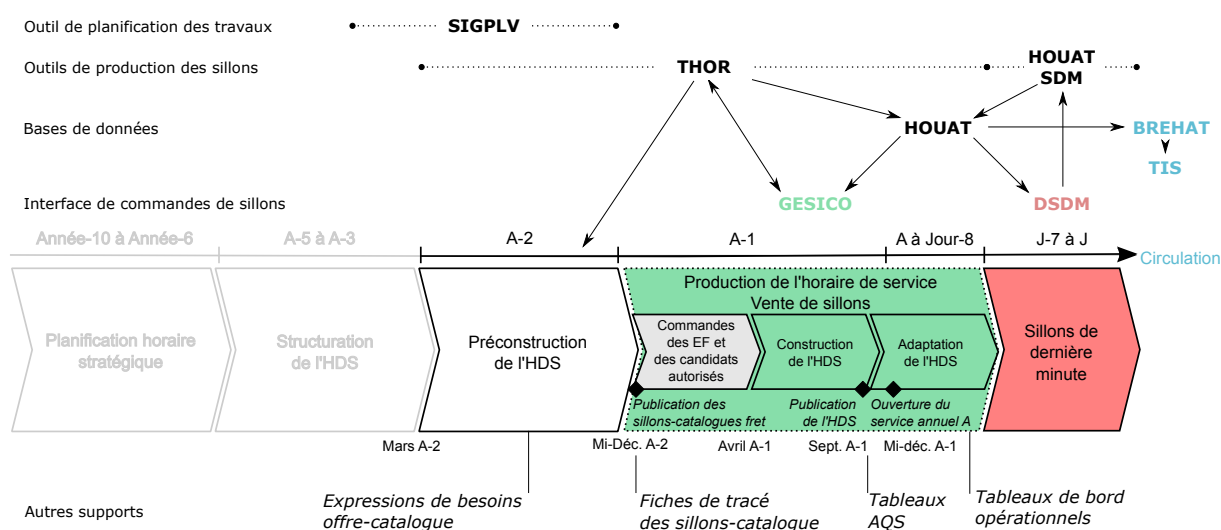 Outil de planification des travaux
SIGPLV
Outils de production des sillons
THOR
HOUAT
SDM
Bases de données
HOUAT
BREHAT
TIS
Interface de commandes de sillons
GESICO
DSDM
Année-10 à Année-6
A-5 à A-3
A-2
A-1
A à Jour-8
J-7 à J
Circulation
Planification horaire
stratégique
Structuration
de l'HDS
Préconstruction
de l'HDS
Production de l'horaire de service
Vente de sillons
Commandes
des EF et
des candidats
autorisés
Construction
de l'HDS
Adaptation
de l'HDS
Sillons de
dernière
minute
Publication des
sillons-catalogues fret
Publication
de l'HDS
Ouverture du
service annuel A
Mars A-2
Mi-Déc. A-2
Avril A-1
Sept. A-1
Mi-déc. A-1
Autres supports
Expressions de besoins
offre-catalogue
Fiches de tracé
des sillons-catalogue
Tableaux
AQS
Tableaux de bord
opérationnels